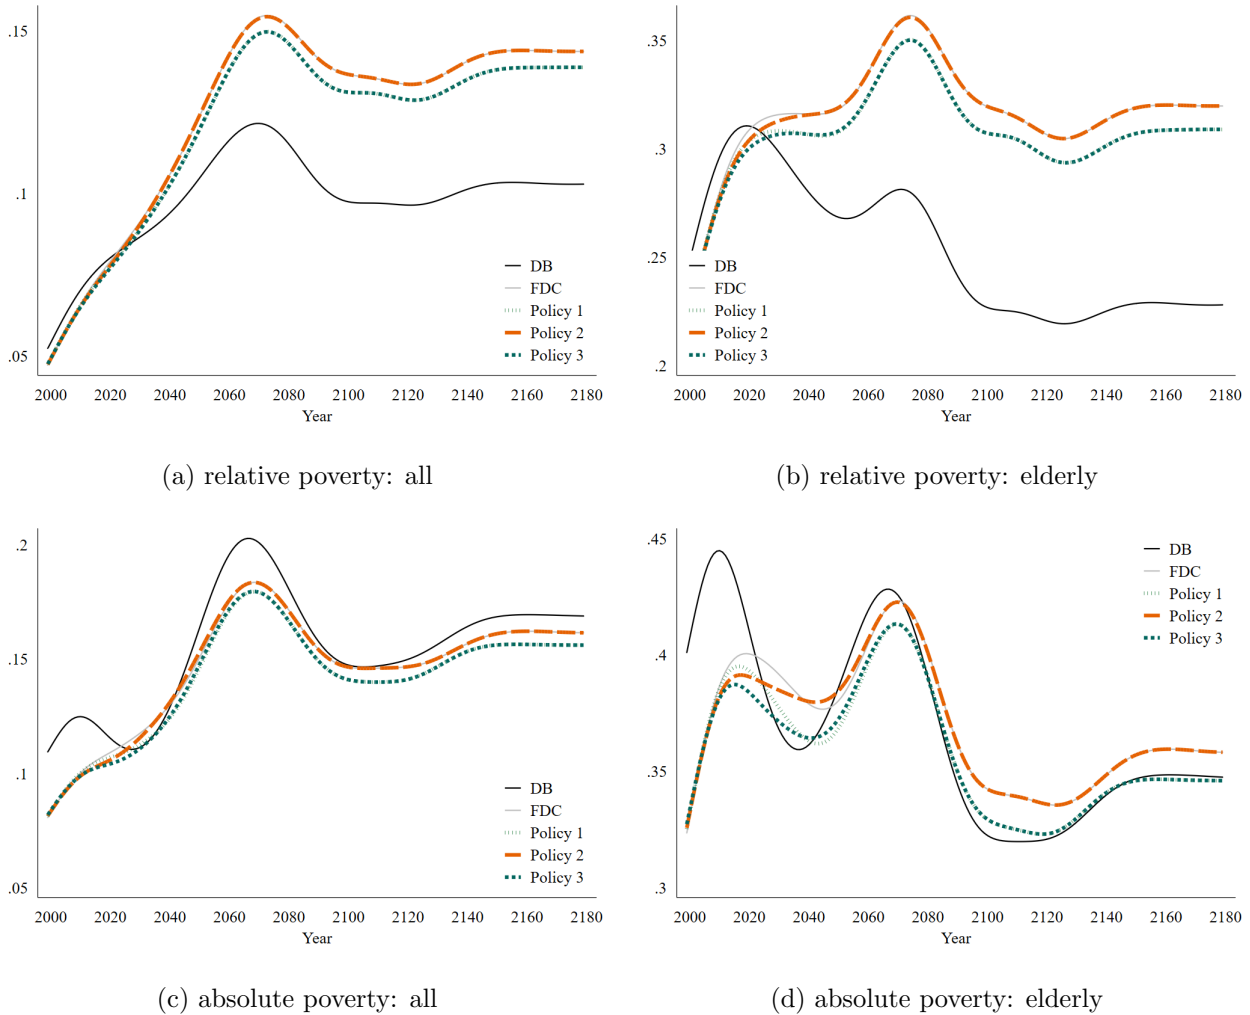 .15
.1
.05
DB
FDC
Policy 1
Policy 2
Policy 3
2000 2020 2040 2060 2080 2100 2120 2140 2160 2180
Year
(a) relative poverty: all
.35
.3
.25
.2
DB
FDC
Policy 1
Policy 2
Policy 3
2000 2020 2040 2060 2080 2100 2120 2140 2160 2180
Year
(b) relative poverty: elderly
.2
.15
.1
.05
DB
FDC
Policy 1
Policy 2
Policy 3
2000 2020 2040 2060 2080 2100 2120 2140 2160 2180
Year
(c) absolute poverty: all
.45
.4
.35
.3
DB
FDC
Policy 1
Policy 2
Policy 3
2000 2020 2040 2060 2080 2100 2120 2140 2160 2180
Year
(d) absolute poverty: elderly